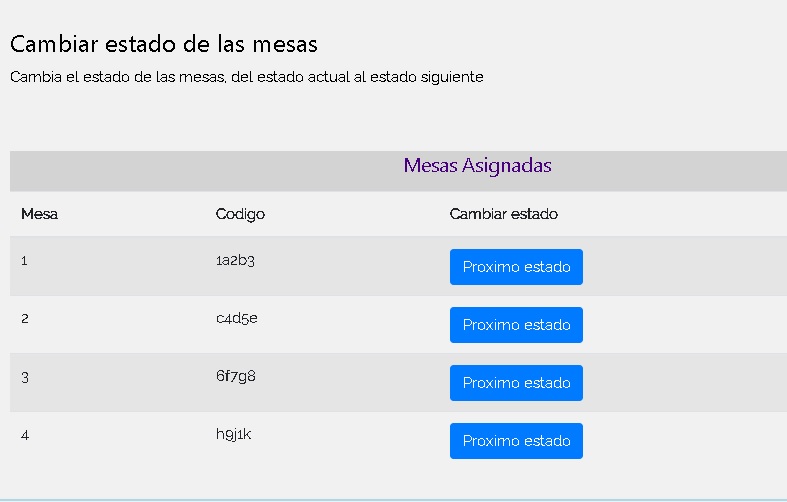 Cambiar estado de las mesas
Cambia el estado de las mesas, del estado actual al estado siguiente
Mesas Asignadas
Mesa Codigo Cambiar estado
1 1a2b3 Proximo estado
2 c4d5e Proximo estado
3 6f7g8 Proximo estado
4 h9j1k Proximo estado